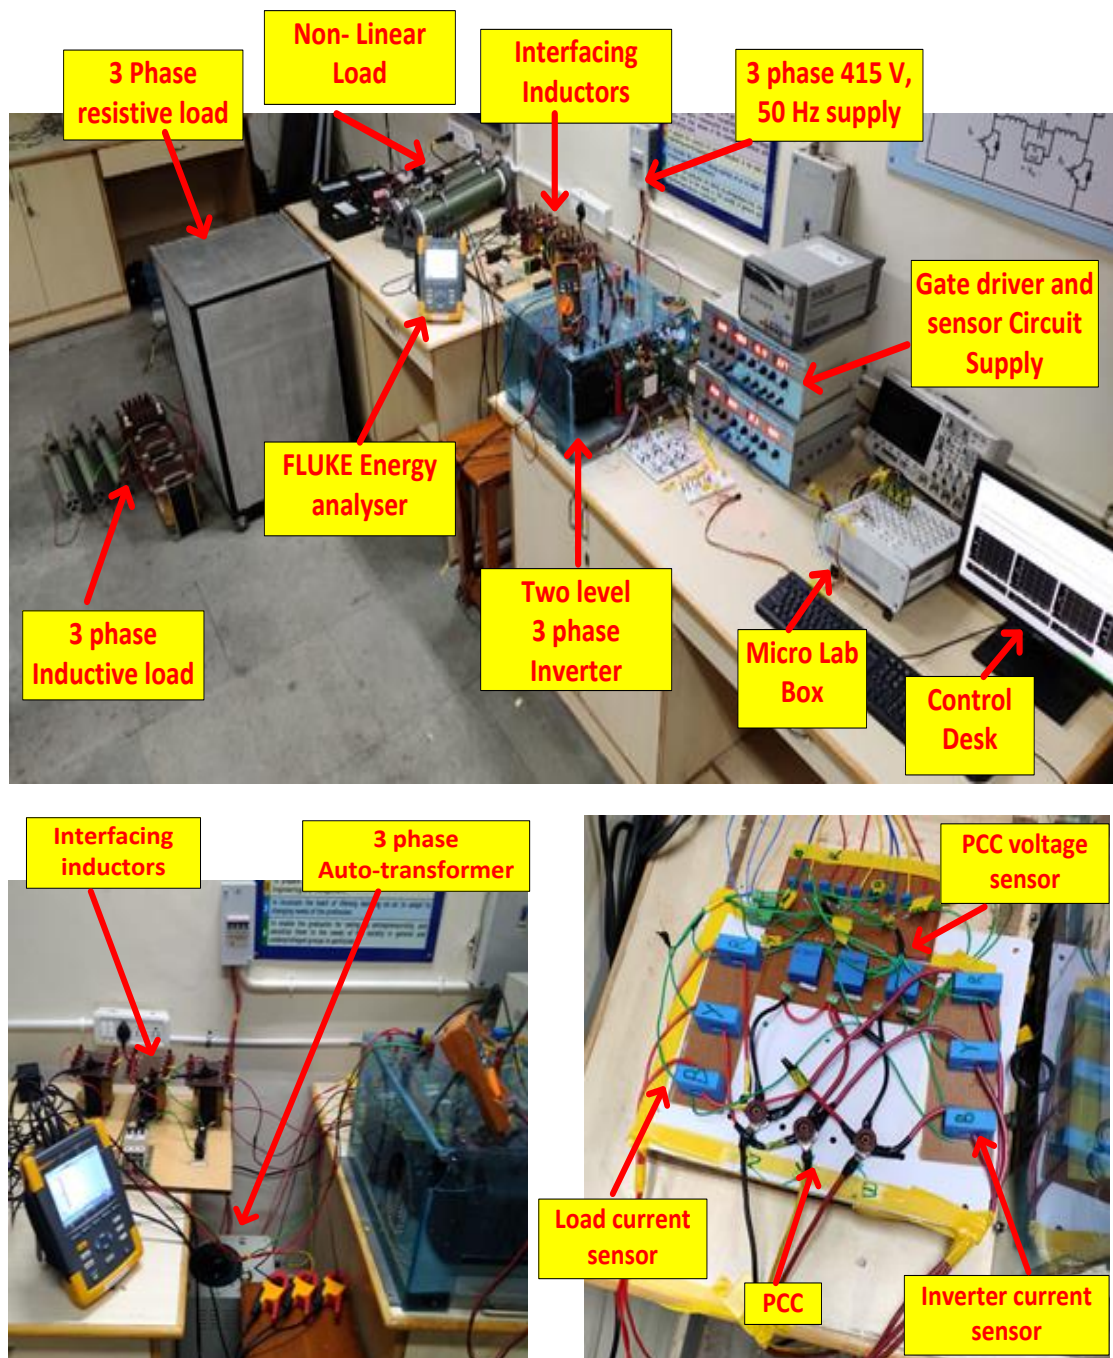 3 Phase
resistive load
Non- Linear
Load
Interfacing
Inductors
3 phase 415 V,
50 Hz supply
Gate driver and
sensor Circuit
Supply
FLUKE Energy
analyser
3 phase
Inductive load
Two level
3 phase
Inverter
Micro Lab
Box
Control
Desk
Interfacing
inductors
3 phase
Auto-transformer
PCC voltage
sensor
R
Y
B
R
Y
B
Load current
sensor
PCC
Inverter current
sensor